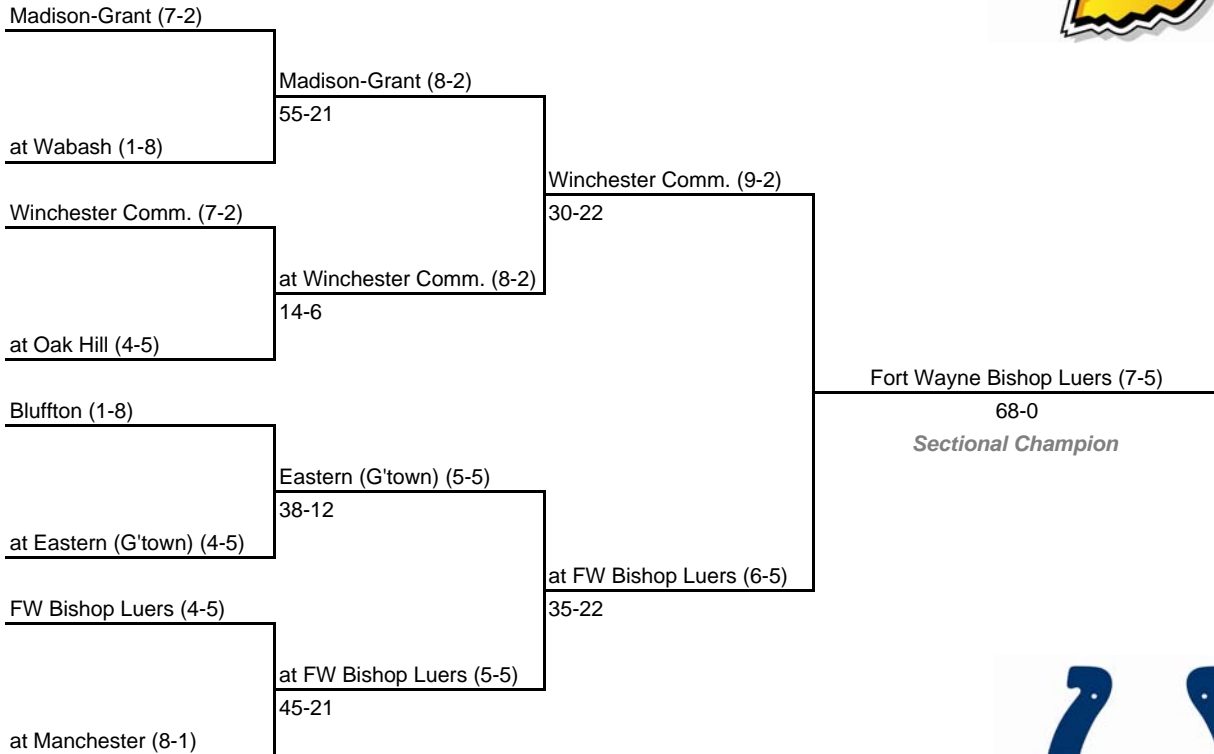 Madison-Grant (7-2)
Madison-Grant (8-2)
55-21
at Wabash (1-8)
Winchester Comm. (9-2)
30-22
Winchester Comm. (7-2)
at Winchester Comm. (8-2)
14-6
at Oak Hill (4-5)
Fort Wayne Bishop Luers (7-5)
68-0
Sectional Champion
Bluffton (1-8)
Eastern (G'town) (5-5)
38-12
at Eastern (G'town) (4-5)
at FW Bishop Luers (6-5)
35-22
FW Bishop Luers (4-5)
at FW Bishop Luers (5-5)
45-21
at Manchester (8-1)